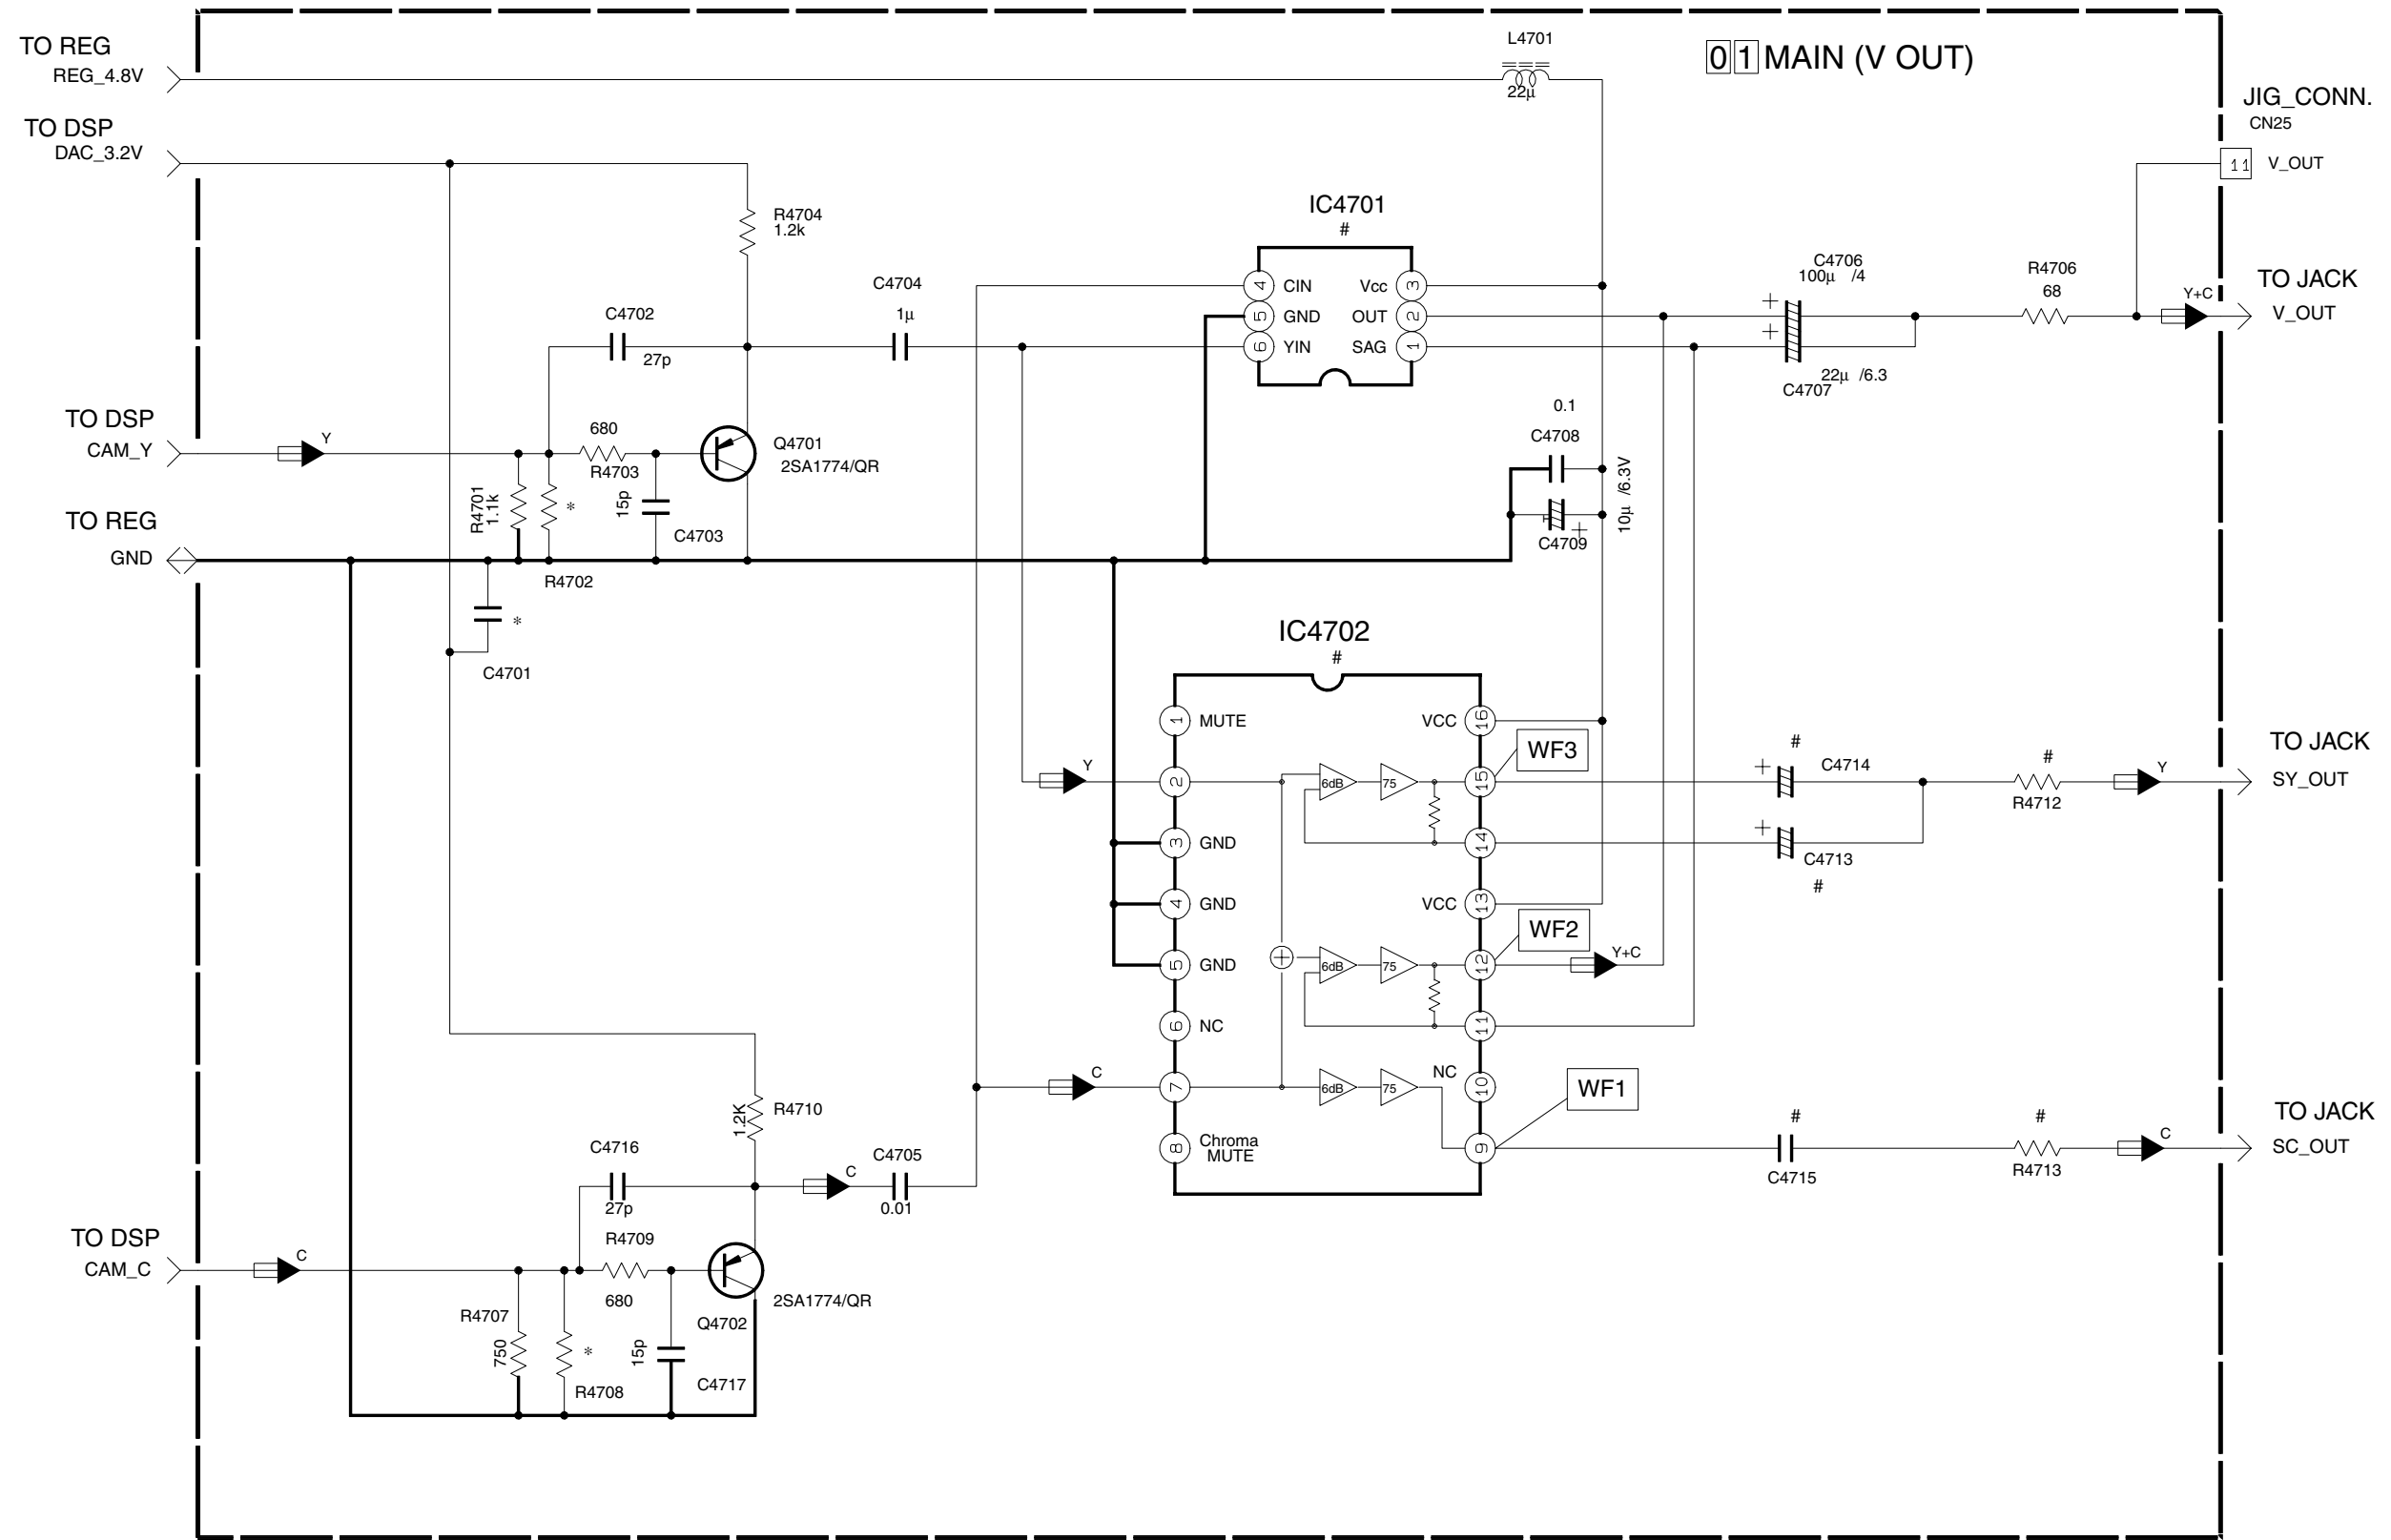 TO REG
REG_4.8V
L4701
22µ
01 MAIN (V OUT)
JIG_CONN.
CN25
11 V_OUT
TO DSP
DAC_3.2V
R4704
1.2k
IC4701
#
4 CIN
5 GND
6 YIN
Vcc 3
OUT 2
SAG 1
C4704
1µ
C4702
27p
C4706
100µ /4
+
+
22µ /6.3
C4707
R4706
68
Y+C
TO JACK
V_OUT
TO DSP
CAM_Y
Y
680
R4703
Q4701
2SA1774/QR
R4701
1.1k
*
15p
C4703
0.1
C4708
10µ /6.3V
+
C4709
TO REG
GND
R4702
*
C4701
IC4702
#
1 MUTE
2
3 GND
4 GND
5 GND
6 NC
7
8 Chroma
MUTE
VCC 16
15
14
VCC 13
12
11
NC 10
9
6dB
75
6dB
75
6dB
75
+
Y
C
WF3
WF2
WF1
Y+C
#
+
C4714
+
C4713
#
#
R4712
Y
TO JACK
SY_OUT
1.2K
R4710
C4716
27p
C
C4705
0.01
#
C4715
#
R4713
C
TO JACK
SC_OUT
TO DSP
CAM_C
C
R4709
680
2SA1774/QR
Q4702
R4707
750
*
R4708
15p
C4717